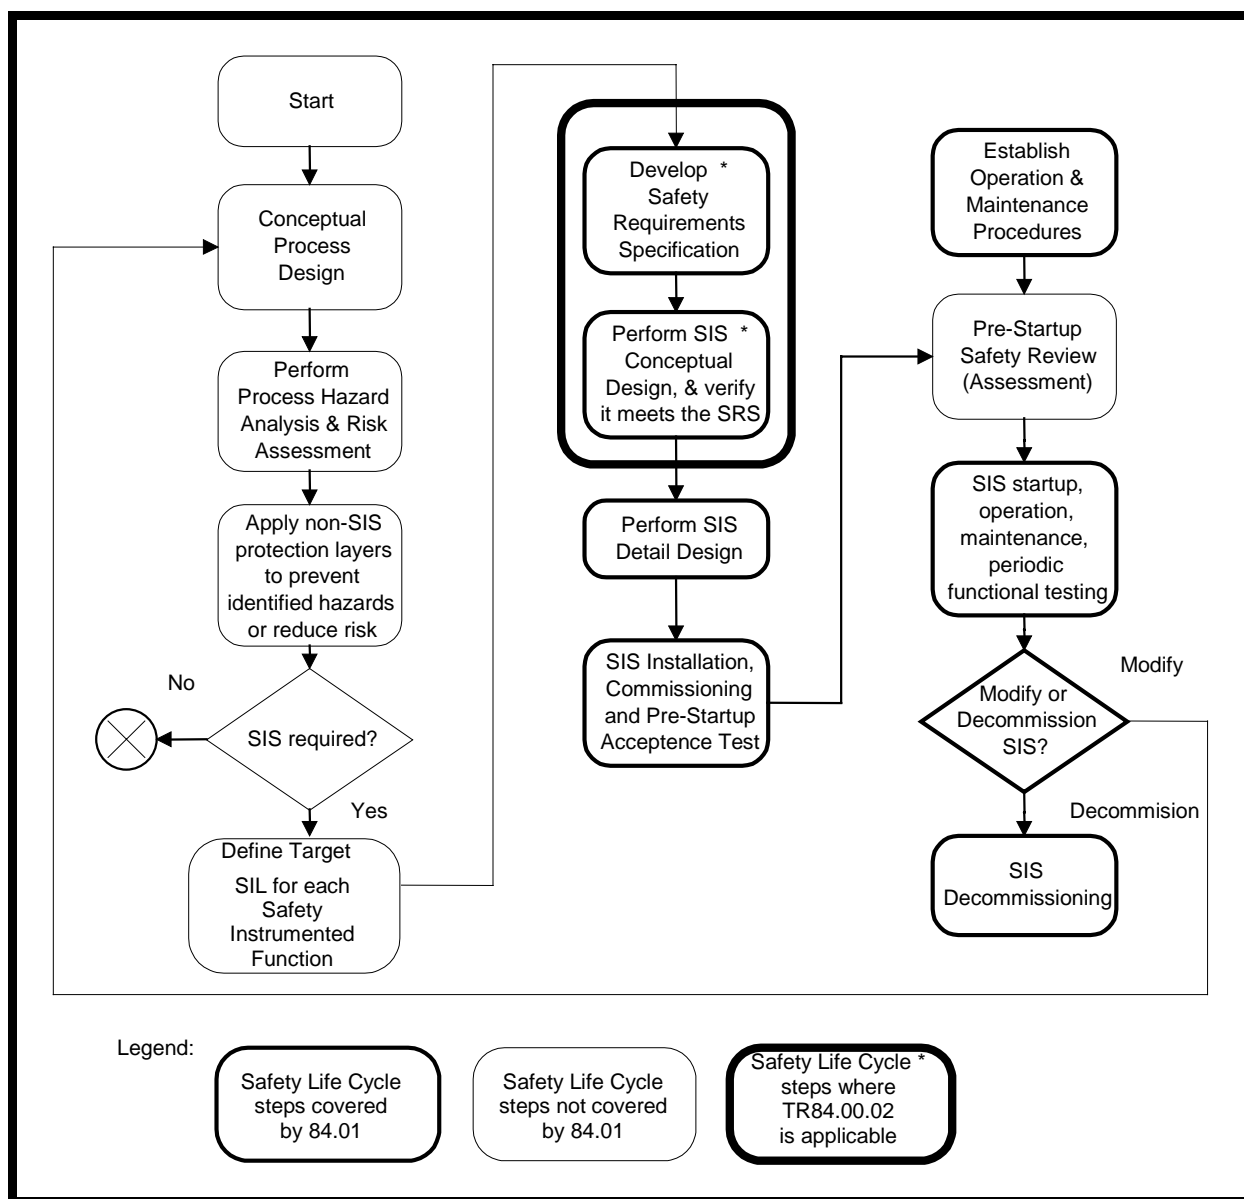 Start
Conceptual
Process
Design
Perform
Process Hazard
Analysis & Risk
Assessment
Apply non-SIS
protection layers
to prevent
identified hazards
or reduce risk
No
SIS required?
Yes
Define Target
SIL for each
Safety
Instrumented
Function
Develop *
Safety
Requirements
Specification
Perform SIS *
Conceptual
Design, & verify
it meets the SRS
Perform SIS
Detail Design
SIS Installation,
Commissioning
and Pre-Startup
Acceptence Test
Establish
Operation &
Maintenance
Procedures
Pre-Startup
Safety Review
(Assessment)
SIS startup,
operation,
maintenance,
periodic
functional testing
Modify
Modify or
Decommission
SIS?
Decommision
SIS
Decommissioning
Legend:
Safety Life Cycle
steps covered
by 84.01
Safety Life Cycle
steps not covered
by 84.01
Safety Life Cycle *
steps where
TR84.00.02
is applicable